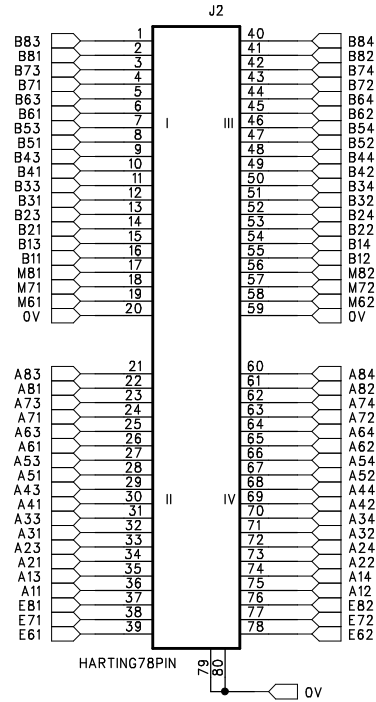 J2
B83 1 40 B84
B81 2 41 B82
B73 3 42 B74
B71 4 43 B72
B63 5 44 B64
B61 6 45 B62
B53 7 I III 46 B54
B51 8 47 B52
B43 9 48 B44
B41 10 49 B42
B33 11 50 B34
B31 12 51 B32
B23 13 52 B24
B21 14 53 B22
B13 15 54 B14
B11 16 55 B12
M81 17 56 M82
M71 18 57 M72
M61 19 58 M62
0V 20 59 0V
A83 21 60 A84
A81 22 61 A82
A73 23 62 A74
A71 24 63 A72
A63 25 64 A64
A61 26 65 A62
A53 27 66 A54
A51 28 67 A52
A43 29 68 A44
A41 30 II IV 69 A42
A33 31 70 A34
A31 32 71 A32
A23 33 72 A24
A21 34 73 A22
A13 35 74 A14
A11 36 75 A12
E81 37 76 E82
E71 38 77 E72
E61 39 78 E62
HARTING78PIN 79 80
0V